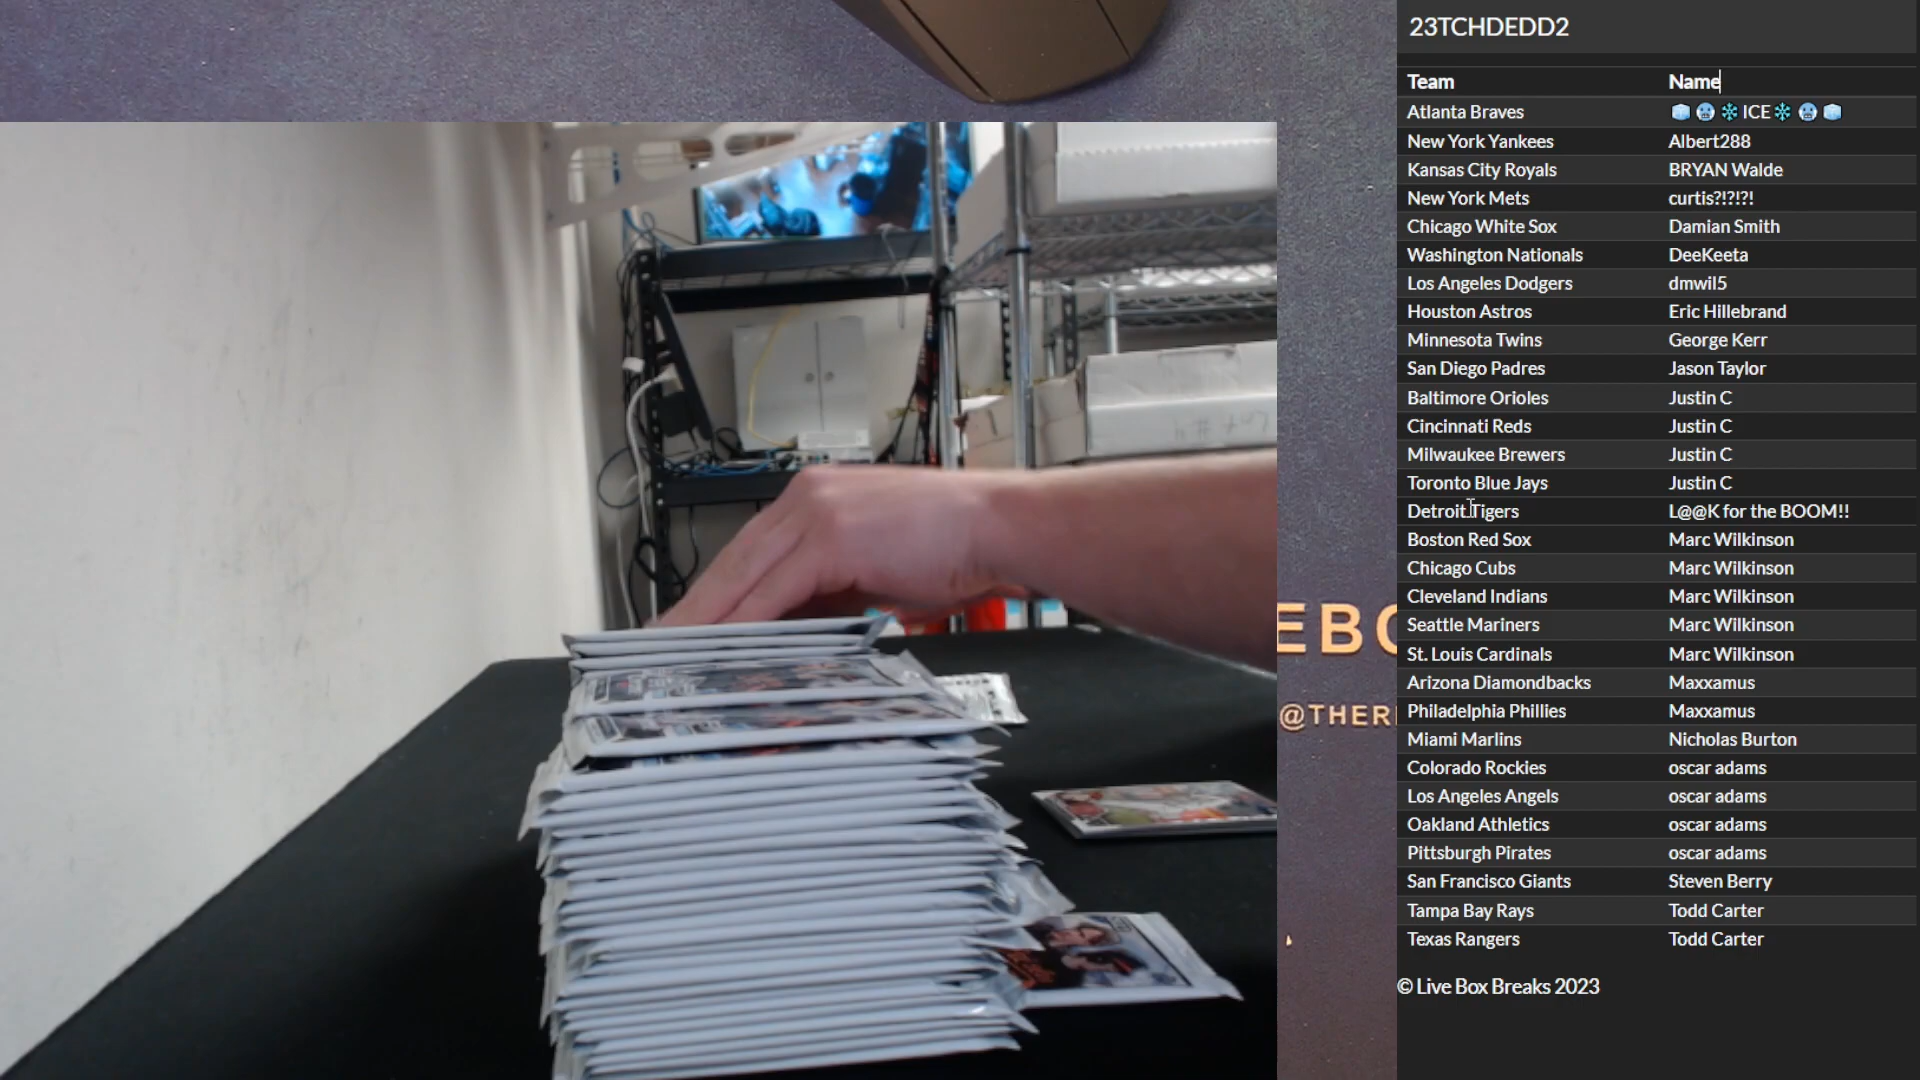 23TCHDEDD2
Team Name
Atlanta Braves 🧊🥶❄ICE❄🥶🧊
New York Yankees Albert288
Kansas City Royals BRYAN Walde
New York Mets curtis?!?!?!
Chicago White Sox Damian Smith
Washington Nationals DeeKeeta
Los Angeles Dodgers dmwil5
Houston Astros Eric Hillebrand
Minnesota Twins George Kerr
San Diego Padres Jason Taylor
Baltimore Orioles Justin C
Cincinnati Reds Justin C
Milwaukee Brewers Justin C
Toronto Blue Jays Justin C
Detroit Tigers L@@K for the BOOM!!
Boston Red Sox Marc Wilkinson
Chicago Cubs Marc Wilkinson
Cleveland Indians Marc Wilkinson
Seattle Mariners Marc Wilkinson
St. Louis Cardinals Marc Wilkinson
Arizona Diamondbacks Maxxamus
Philadelphia Phillies Maxxamus
Miami Marlins Nicholas Burton
Colorado Rockies oscar adams
Los Angeles Angels oscar adams
Oakland Athletics oscar adams
Pittsburgh Pirates oscar adams
San Francisco Giants Steven Berry
Tampa Bay Rays Todd Carter
Texas Rangers Todd Carter
© Live Box Breaks 2023
EBO
@THER